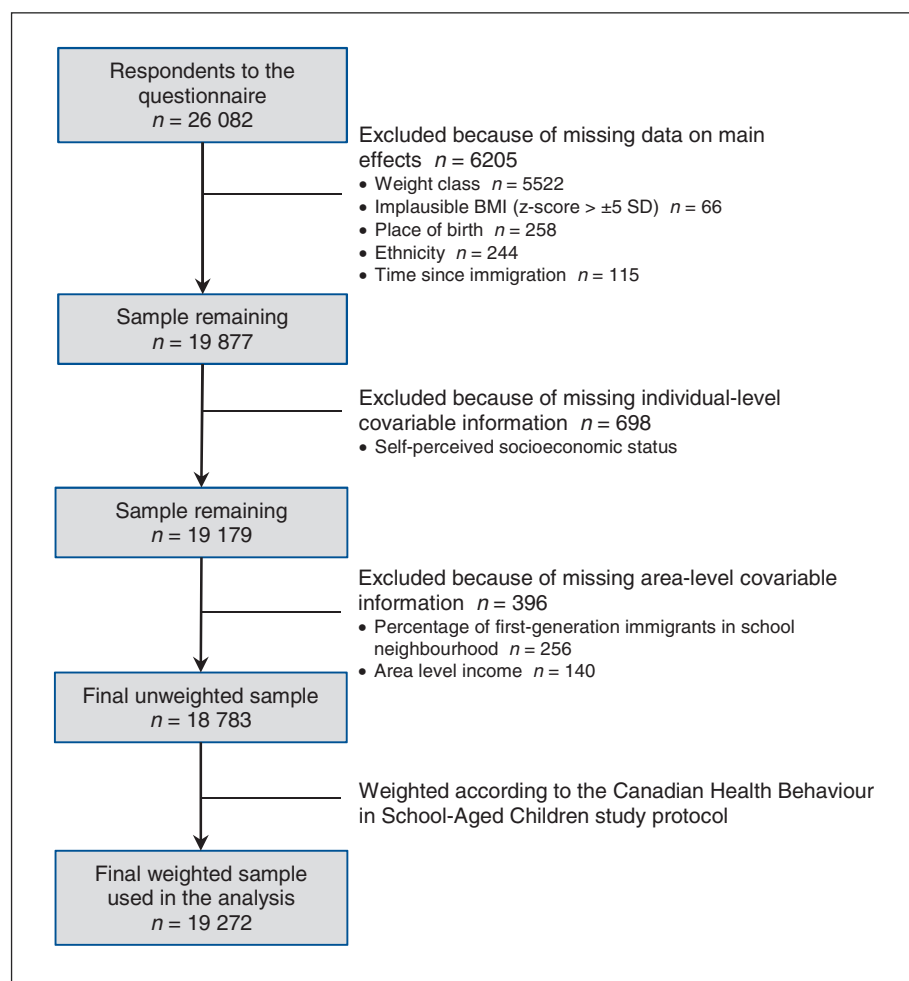 Respondents to the
questionnaire
n = 26 082
Excluded because of missing data on main
effects n = 6205
• Weight class n = 5522
• Implausible BMI (z-score > ±5 SD) n = 66
• Place of birth n = 258
• Ethnicity n = 244
• Time since immigration n = 115
Sample remaining
n = 19 877
Excluded because of missing individual-level
covariable information n = 698
• Self-perceived socioeconomic status
Sample remaining
n = 19 179
Excluded because of missing area-level covariable
information n = 396
• Percentage of first-generation immigrants in school
neighbourhood n = 256
• Area level income n = 140
Final unweighted sample
n = 18 783
Weighted according to the Canadian Health Behaviour
in School-Aged Children study protocol
Final weighted sample
used in the analysis
n = 19 272